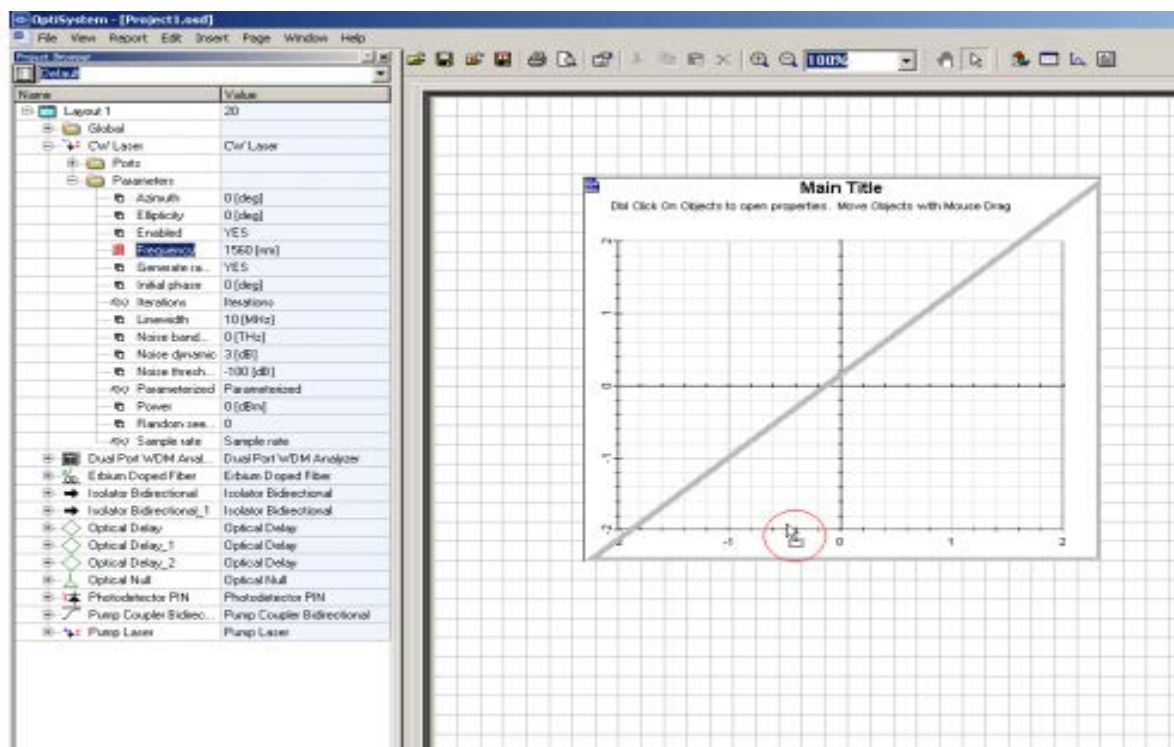 OptiSystem - [Project1.osd]
File View Report Edit Insert Page Window Help
Project Browser
Default
100%
Name Value
Layout 1 20
Global
CW Laser CW Laser
Ports
Parameters
Azimuth 0 [deg]
Ellipticity 0 [deg]
Enabled YES
Frequency 1560 [nm]
Generate ra... YES
Initial phase 0 [deg]
Iterations Iterations
Linewidth 10 [MHz]
Noise band... 0 [THz]
Noise dynamic 3 [dB]
Noise thresh... -100 [dB]
Parameterized Parameterized
Power 0 [dBm]
Random see... 0
Sample rate Sample rate
Dual Port WDM Anal... Dual Port WDM Analyzer
Erbium Doped Fiber Erbium Doped Fiber
Isolator Bidirectional Isolator Bidirectional
Isolator Bidirectional_1 Isolator Bidirectional
Optical Delay Optical Delay
Optical Delay_1 Optical Delay
Optical Delay_2 Optical Delay
Optical Null Optical Null
Photodetector PIN Photodetector PIN
Pump Coupler Bidirec... Pump Coupler Bidirectional
Pump Laser Pump Laser
Main Title
Dbl Click On Objects to open properties. Move Objects with Mouse Drag
2
1
0
-1
-2
-2 -1 0 1 2